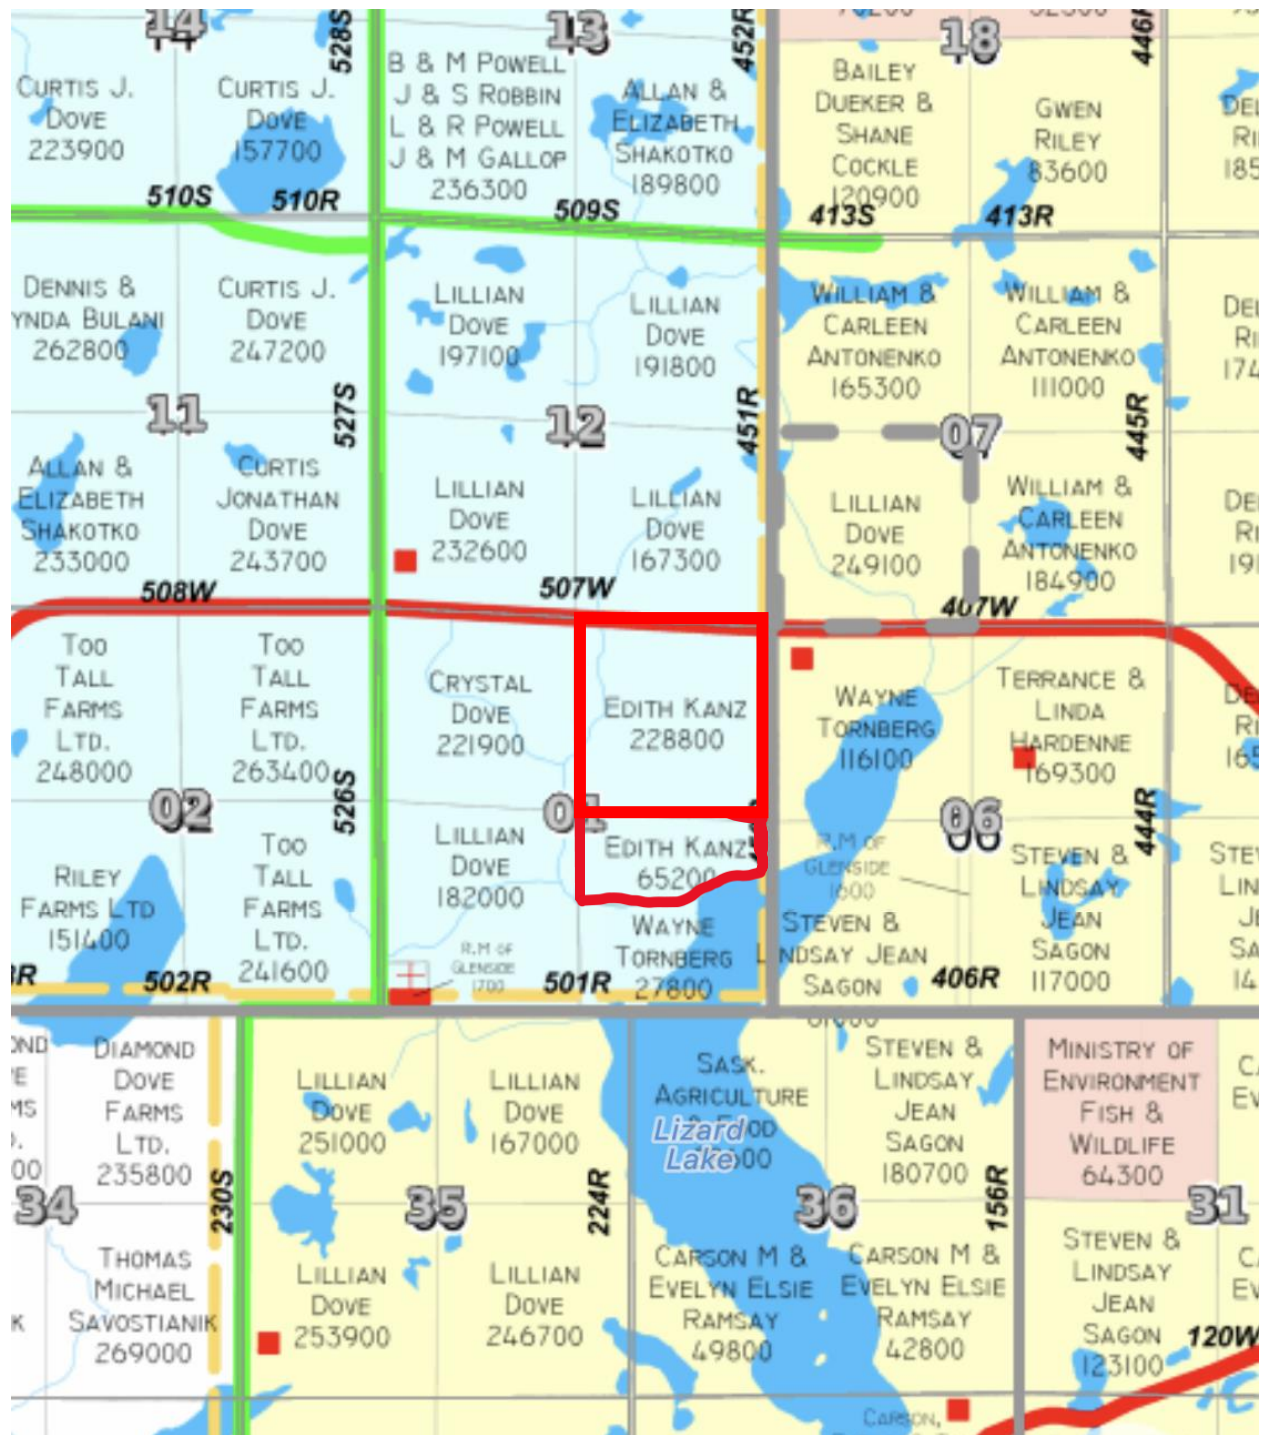 14
13
18
528S
452R
446R
CURTIS J.
DOVE
223900
CURTIS J.
DOVE
157700
B & M POWELL
J & S ROBBIN
L & R POWELL
J & M GALLOP
236300
ALLAN &
ELIZABETH
SHAKOTKO
189800
BAILEY
DUEKER &
SHANE
COCKLE
120900
GWEN
RILEY
83600
510S
510R
509S
413S
413R
DENNIS &
YNDA BULANI
262800
CURTIS J.
DOVE
247200
LILLIAN
DOVE
197100
LILLIAN
DOVE
191800
WILLIAM &
CARLEEN
ANTONENKO
165300
WILLIAM &
CARLEEN
ANTONENKO
111000
11
527S
12
451R
07
445R
ALLAN &
ELIZABETH
SHAKOTKO
233000
CURTIS
JONATHAN
DOVE
243700
LILLIAN
DOVE
232600
LILLIAN
DOVE
167300
LILLIAN
DOVE
249100
WILLIAM &
CARLEEN
ANTONENKO
184900
508W
507W
407W
TOO
TALL
FARMS
LTD.
248000
TOO
TALL
FARMS
LTD.
263400
CRYSTAL
DOVE
221900
EDITH KANZ
228800
WAYNE
TORNBERG
116100
TERRANCE &
LINDA
HARDENNE
169300
02
526S
01
06
444R
RILEY
FARMS LTD
151400
TOO
TALL
FARMS
LTD.
241600
LILLIAN
DOVE
182000
EDITH KANZ
65200
R.M OF
GLENSIDE
1600
STEVEN &
LINDSAY
JEAN
SAGON
117000
R.M OF
GLENSIDE
1700
WAYNE
TORNBERG
27800
STEVEN &
LINDSAY JEAN
SAGON
502R
501R
406R
DIAMOND
DOVE
FARMS
LTD.
235800
LILLIAN
DOVE
251000
LILLIAN
DOVE
167000
SASK.
AGRICULTURE
Lizard
Lake
STEVEN &
LINDSAY
JEAN
SAGON
180700
MINISTRY OF
ENVIRONMENT
FISH &
WILDLIFE
64300
34
230S
35
224R
36
156R
31
THOMAS
MICHAEL
SAVOSTIANIK
269000
LILLIAN
DOVE
253900
LILLIAN
DOVE
246700
CARSON M &
EVELYN ELSIE
RAMSAY
49800
CARSON M &
EVELYN ELSIE
RAMSAY
42800
STEVEN &
LINDSAY
JEAN
SAGON
123100
120W
CARSON,